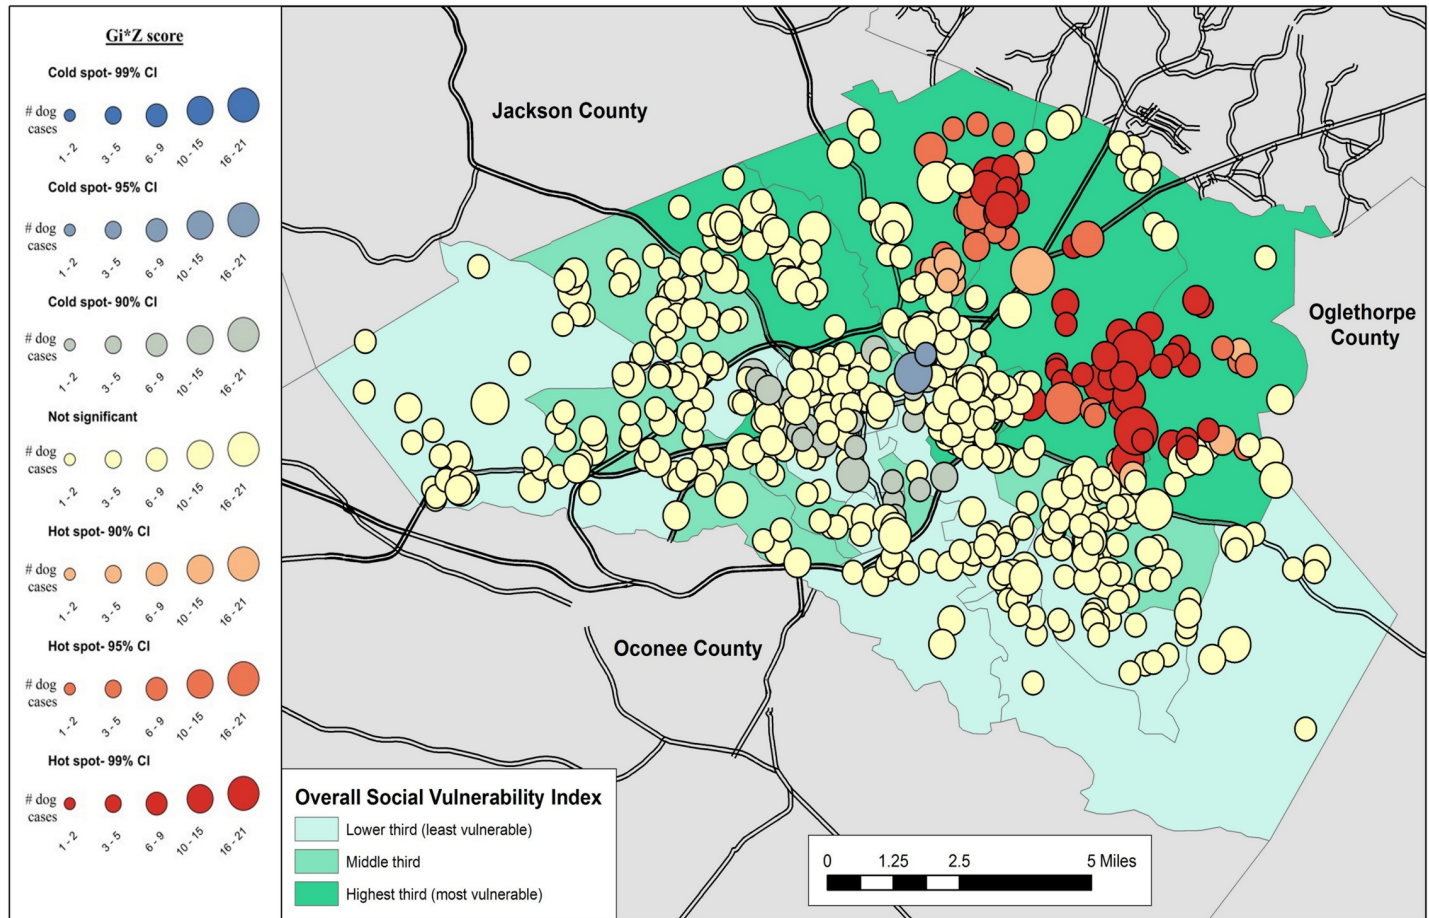 Gi*Z score
Cold spot- 99% CI
# dog
cases
1 - 2
3 - 5
6 - 9
10 - 15
16 - 21
Cold spot- 95% CI
# dog
cases
1 - 2
3 - 5
6 - 9
10 - 15
16 - 21
Cold spot- 90% CI
# dog
cases
1 - 2
3 - 5
6 - 9
10 - 15
16 - 21
Not significant
# dog
cases
1 - 2
3 - 5
6 - 9
10 - 15
16 - 21
Hot spot- 90% CI
# dog
cases
1 - 2
3 - 5
6 - 9
10 - 15
16 - 21
Hot spot- 95% CI
# dog
cases
1 - 2
3 - 5
6 - 9
10 - 15
16 - 21
Hot spot- 99% CI
# dog
cases
1 - 2
3 - 5
6 - 9
10 - 15
16 - 21
Jackson County
Oglethorpe
County
Oconee County
Overall Social Vulnerability Index
Lower third (least vulnerable)
Middle third
Highest third (most vulnerable)
0 1.25 2.5 5 Miles